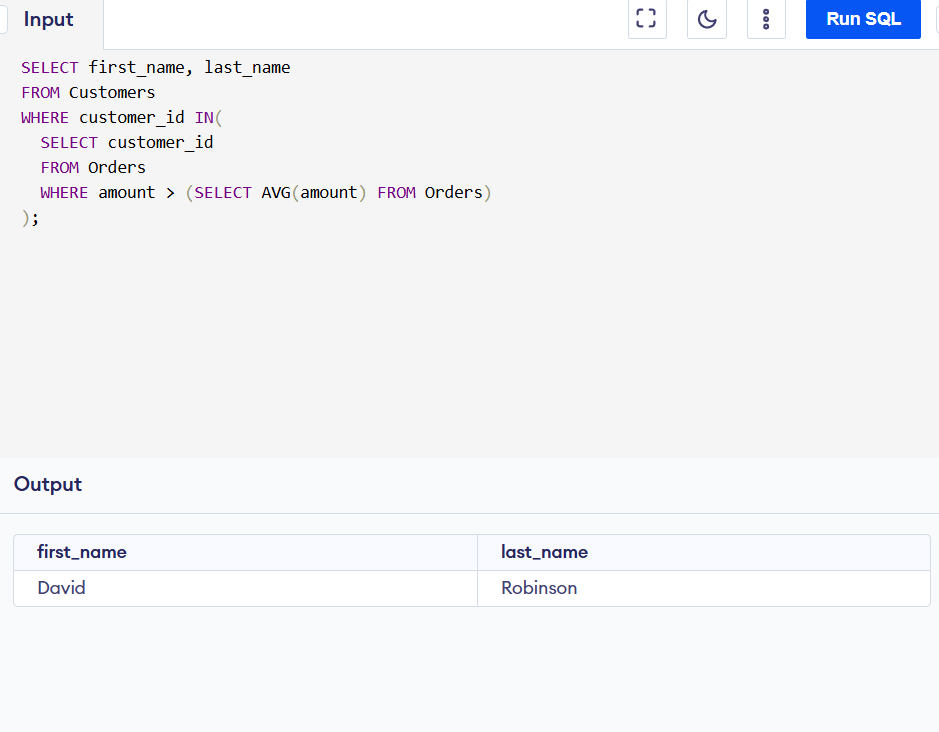 Input
Run SQL
SELECT first_name, last_name
FROM Customers
WHERE customer_id IN(
  SELECT customer_id
  FROM Orders
  WHERE amount > (SELECT AVG(amount) FROM Orders)
);
Output
first_name last_name
David Robinson